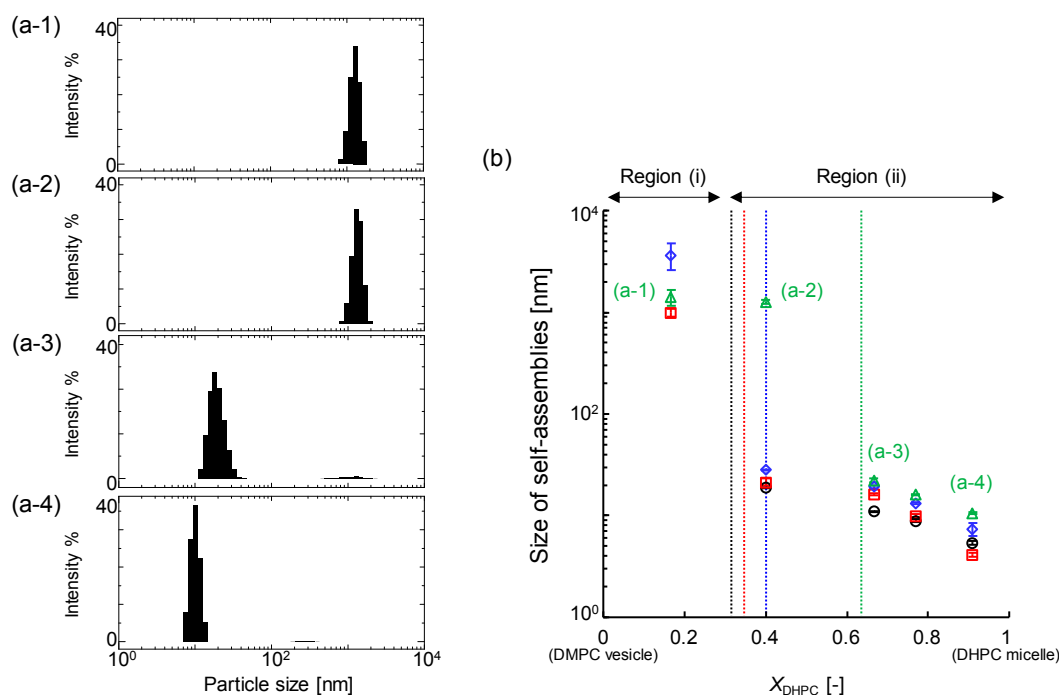 (a-1)
40
Intensity %
0
(a-2)
40
Intensity %
0
(a-3)
40
Intensity %
0
(a-4)
40
Intensity %
0
10^0
10^2
10^4
Particle size [nm]
(b)
Region (i)
Region (ii)
10^4
10^2
10^0
Size of self-assemblies [nm]
(a-1)
(a-2)
(a-3)
(a-4)
0
0.2
0.4
0.6
0.8
1
(DMPC vesicle)
(DHPC micelle)
X_DHPC [-]